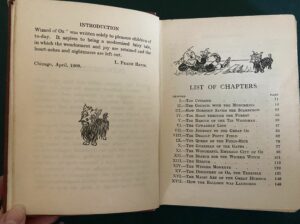 INTRODUCTION
Wizard of Oz" was written solely to pleasure children of
to-day. It aspires to being a modernized fairy tale,
in which the wonderment and joy are retained and the
heart-aches and nightmares are left out.
L. FRANK BAUM.
Chicago, April, 1900.
LIST OF CHAPTERS
CHAPTER PAGE
I.—THE CYCLONE
II.—THE COUNCIL WITH THE MUNCHKINS
III.—HOW DOROTHY SAVED THE SCARECROW
IV.—THE ROAD THROUGH THE FOREST
V.—THE RESCUE OF THE TIN WOODMAN
VI.—THE COWARDLY LION
VII.—THE JOURNEY TO THE GREAT OZ
VIII.—THE DEADLY POPPY FIELD
IX.—THE QUEEN OF THE FIELD-MICE
X.—THE GUARDIAN OF THE GATES
XI.—THE WONDERFUL EMERALD CITY OF OZ
XII.—THE SEARCH FOR THE WICKED WITCH
XIII.—THE RESCUE
XIV.—THE WINGED MONKEYS
XV.—THE DISCOVERY OF OZ, THE TERRIBLE
XVI.—THE MAGIC ART OF THE GREAT HUMBUG
XVII.—HOW THE BALLOON WAS LAUNCHED